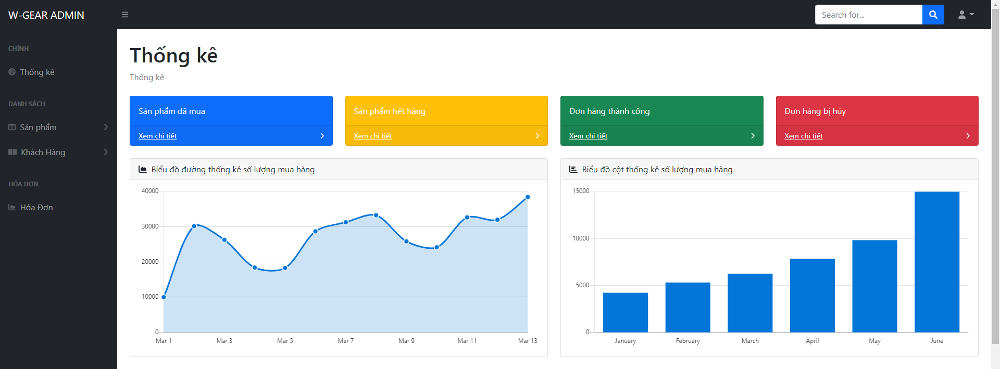 W-GEAR ADMIN
Search for...
CHÍNH
Thống kê
DANH SÁCH
Sản phẩm
Khách Hàng
HÓA ĐƠN
Hóa Đơn
Thống kê
Thống kê
Sản phẩm đã mua
Xem chi tiết
Sản phẩm hết hàng
Xem chi tiết
Đơn hàng thành công
Xem chi tiết
Đơn hàng bị hủy
Xem chi tiết
Biểu đồ đường thống kê số lượng mua hàng
40000
30000
20000
10000
0
Mar 1 Mar 3 Mar 5 Mar 7 Mar 9 Mar 11 Mar 13
Biểu đồ cột thống kê số lượng mua hàng
15000
10000
5000
0
January February March April May June